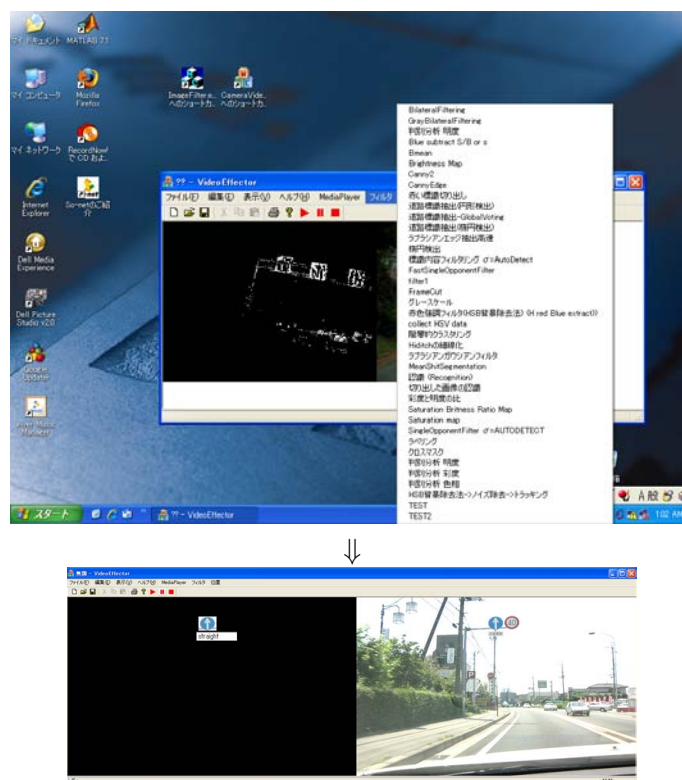 マイ ドキュメント
MATLAB 7.1
マイ コンピュータ
Mozilla
Firefox
ImageFilter...
へのショートカ...
CameraVide...
へのショートカ...
マイ ネットワーク
RecordNow!
で CD およ...
Internet
Explorer
So-netのご紹
介
Dell Media
Experience
Dell Picture
Studio v2.0
Google
Updater
?? - VideoEffector
ファイル(F) 編集(E) 表示(V) ヘルプ(H) MediaPlayer フィルタ
BilateralFiltering
GrayBilateralFiltering
判別分析 明度
Blue subtract S/B or s
Bmean
Brightness Map
Canny2
CannyEdge
赤い標識切り出し
道路標識抽出(円形検出)
道路標識抽出-GlobalVoting
道路標識抽出(楕円検出)
ラプラシアンエッジ抽出高速
楕円検出
標識内容フィルタリング σ=AutoDetect
FastSingleOpponentFilter
filter1
FrameCut
グレースケール
赤色強調フィルタ(HSB背景除去法) (H red Blue extract))
collect HSV data
階層的クラスタリング
Hilditchの細線化
ラプラシアンガウシアンフィルタ
MeanShitSegmentation
認識 (Recognition)
切り出した画像の認識
彩度と明度の比
Saturation Britness Ratio Map
Saturation map
SingleOpponentFilter σ=AUTODETECT
ラベリング
クロスマスク
判別分析 明度
判別分析 彩度
判別分析 色相
HSB背景除去法->ノイズ除去->トラッキング
TEST
TEST2
A 般
スタート
?? - VideoEffector
1:02 AM
⇓
無題 - VideoEffector
ファイル(F) 編集(E) 表示(V) ヘルプ(H) MediaPlayer フィルタ 位置
straight
40
P